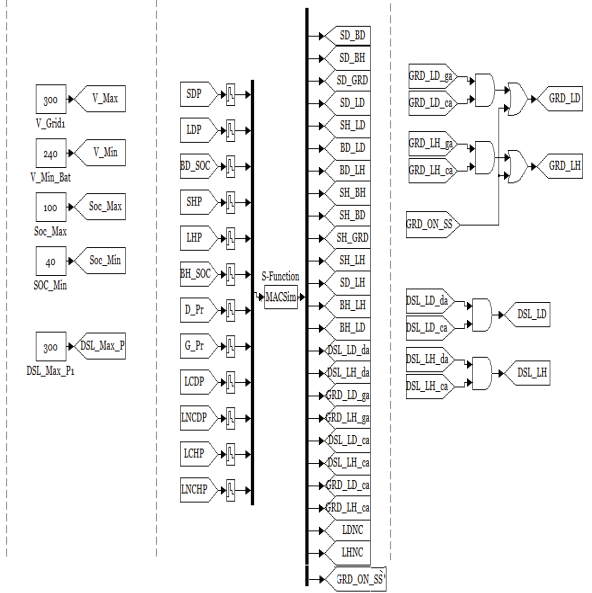 300
V_Max
V_Grid1
240
V_Min
V_Min_Bat
100
Soc_Max
Soc_Max
40
Soc_Min
SOC_Min
300
DSL_Max_P
DSL_Max_P1
SDP
LDP
BD_SOC
SHP
LHP
BH_SOC
D_Pr
G_Pr
LCDP
LNCDP
LCHP
LNCHP
S-Function
MACSim
SD_BD
SD_BH
SD_GRD
SD_LD
SH_LD
BD_LD
BD_LH
SH_BH
SH_BD
SH_GRD
SH_LH
SD_LH
BH_LH
BH_LD
DSL_LD_da
DSL_LH_da
GRD_LD_ga
GRD_LH_ga
DSL_LD_ca
DSL_LH_ca
GRD_LD_ca
GRD_LH_ca
LDNC
LHNC
GRD_ON_SS`
GRD_LD_ga
GRD_LD_ca
GRD_LD
GRD_LH_ga
GRD_LH_ca
GRD_LH
GRD_ON_SS
DSL_LD_da
DSL_LD_ca
DSL_LD
DSL_LH_da
DSL_LH_ca
DSL_LH